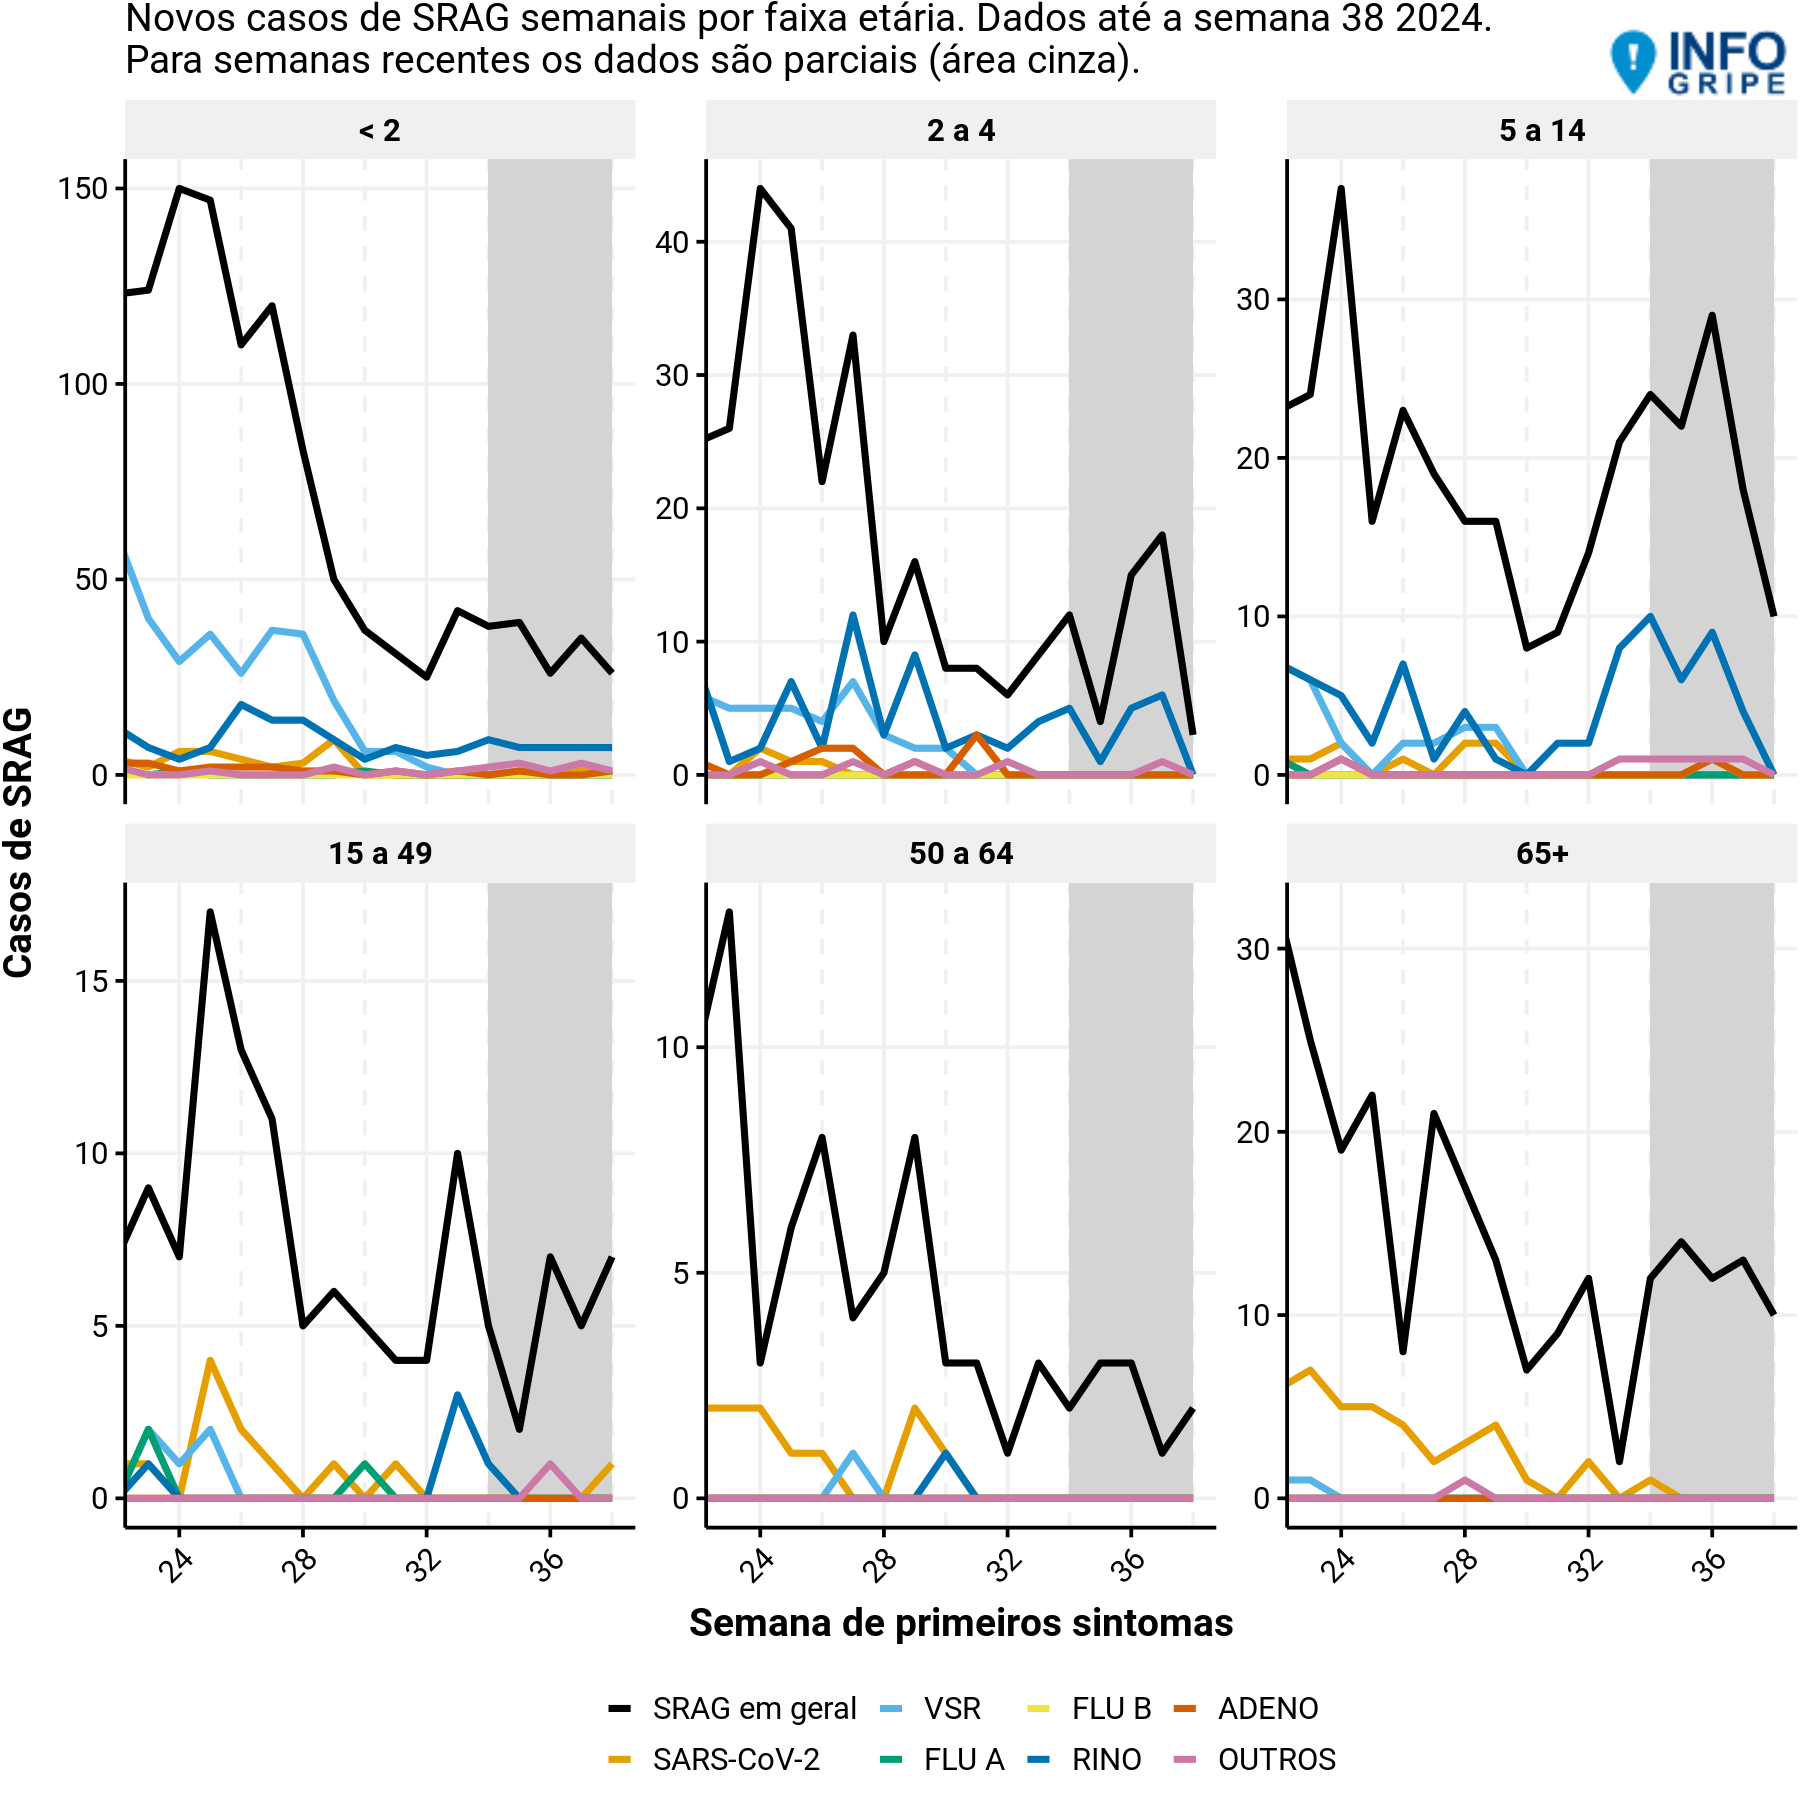 Novos casos de SRAG semanais por faixa etária. Dados até a semana 38 2024.
Para semanas recentes os dados são parciais (área cinza).
INFO
GRIPE
< 2
2 a 4
5 a 14
150
100
50
0
40
30
20
10
0
30
20
10
0
Casos de SRAG
15 a 49
50 a 64
65+
15
10
5
0
10
5
0
30
20
10
0
24 28 32 36
24 28 32 36
24 28 32 36
Semana de primeiros sintomas
SRAG em geral VSR FLU B ADENO
SARS-CoV-2 FLU A RINO OUTROS